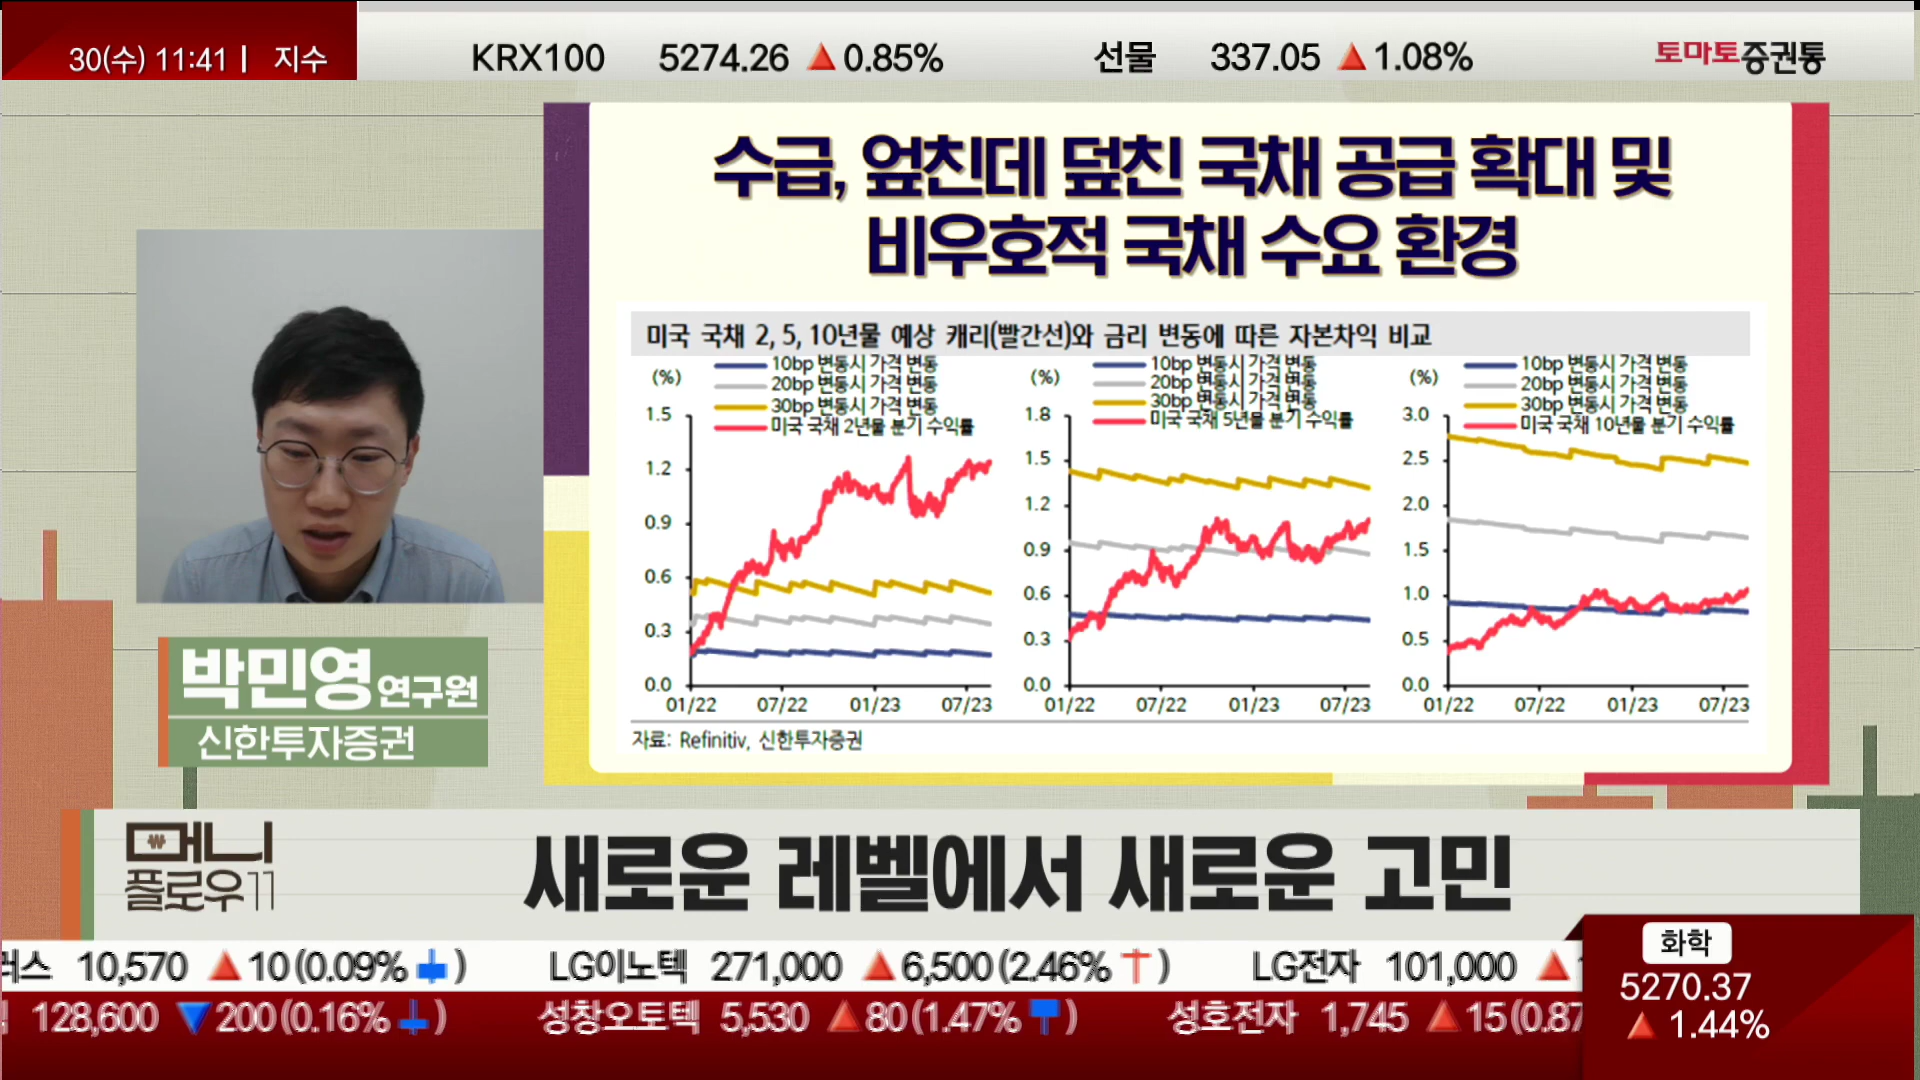 30(수) 11:41 | 지수
KRX100 5274.26 ▲0.85% 선물 337.05 ▲1.08%
토마토증권통
수급, 엎친데 덮친 국채 공급 확대 및
비우호적 국채 수요 환경
미국 국채 2, 5, 10년물 예상 캐리(빨간선)와 금리 변동에 따른 자본차익 비교
(%)
10bp 변동시 가격 변동
20bp 변동시 가격 변동
30bp 변동시 가격 변동
미국 국채 2년물 분기 수익률
1.5
1.2
0.9
0.6
0.3
0.0
01/22 07/22 01/23 07/23
(%)
10bp 변동시 가격 변동
20bp 변동시 가격 변동
30bp 변동시 가격 변동
미국 국채 5년물 분기 수익률
1.8
1.5
1.2
0.9
0.6
0.3
0.0
01/22 07/22 01/23 07/23
(%)
10bp 변동시 가격 변동
20bp 변동시 가격 변동
30bp 변동시 가격 변동
미국 국채 10년물 분기 수익률
3.0
2.5
2.0
1.5
1.0
0.5
0.0
01/22 07/22 01/23 07/23
자료: Refinitiv, 신한투자증권
박민영 연구원
신한투자증권
머니
플로우11
새로운 레벨에서 새로운 고민
러스 10,570 ▲10(0.09%) LG이노텍 271,000 ▲6,500(2.46%) LG전자 101,000 ▲
128,600 ▼200(0.16%) 성창오토텍 5,530 ▲80(1.47%) 성호전자 1,745 ▲15(0.87
화학
5270.37
▲1.44%